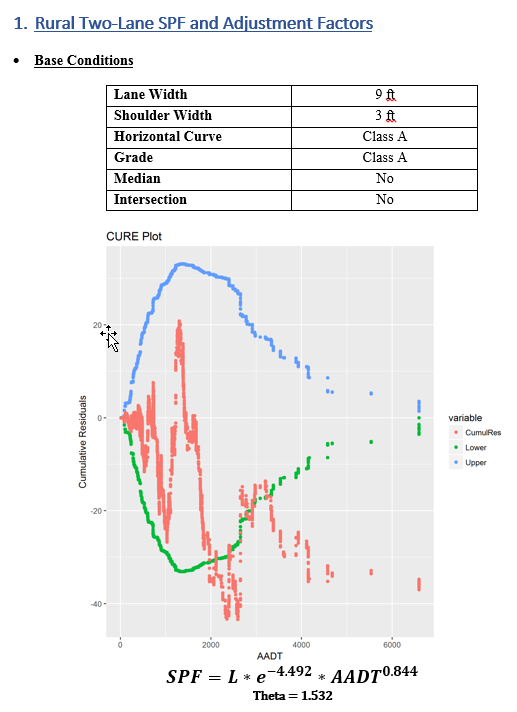 1. Rural Two-Lane SPF and Adjustment Factors
• Base Conditions
Lane Width 9 ft
Shoulder Width 3 ft
Horizontal Curve Class A
Grade Class A
Median No
Intersection No
CURE Plot
20
0
-20
-40
Cumulative Residuals
0 2000 4000 6000
AADT
variable
CumulRes
Lower
Upper
SPF = L * e^-4.492 * AADT^0.844
Theta = 1.532